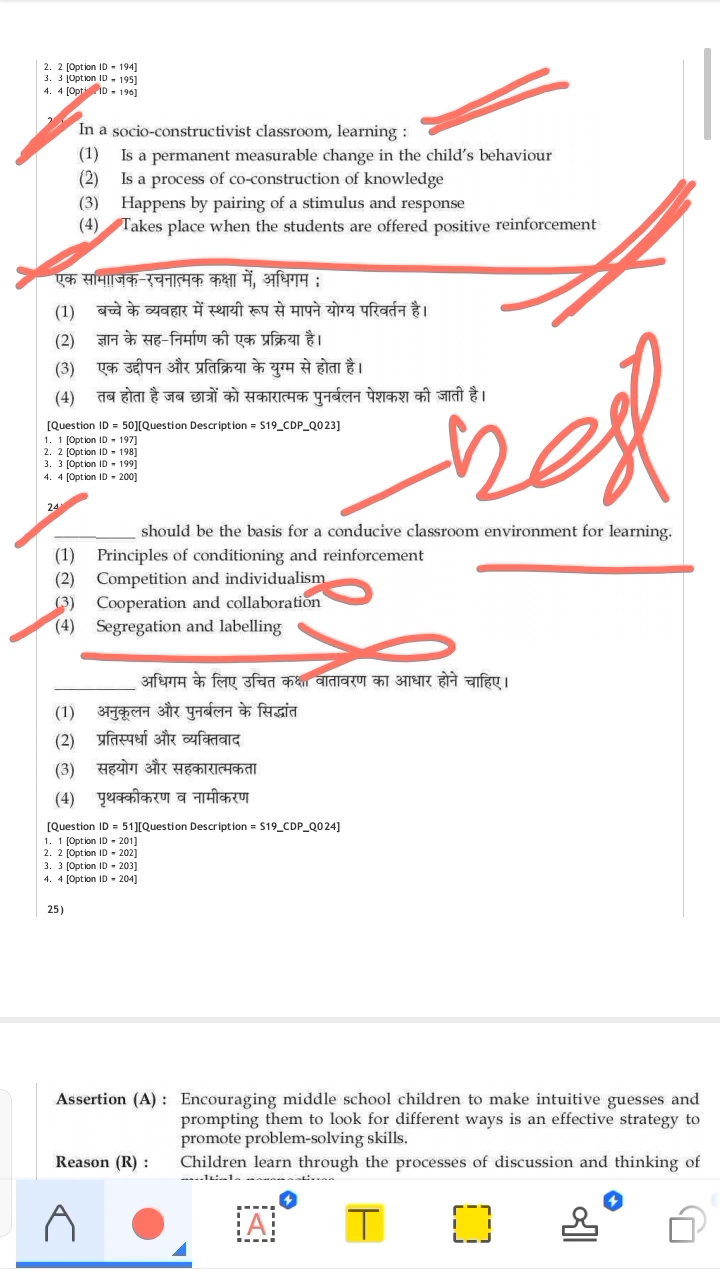 2. 2 [Option ID = 194]
3. 3 [Option ID = 195]
4. 4 [Option ID = 196]
In a socio-constructivist classroom, learning :
(1) Is a permanent measurable change in the child's behaviour
(2) Is a process of co-construction of knowledge
(3) Happens by pairing of a stimulus and response
(4) Takes place when the students are offered positive reinforcement
एक सामाजिक-रचनात्मक कक्षा में, अधिगम :
(1) बच्चे के व्यवहार में स्थायी रूप से मापने योग्य परिवर्तन है।
(2) ज्ञान के सह-निर्माण की एक प्रक्रिया है।
(3) एक उद्दीपन और प्रतिक्रिया के युग्म से होता है।
(4) तब होता है जब छात्रों को सकारात्मक पुनर्बलन पेशकश की जाती है।
[Question ID = 50][Question Description = S19_CDP_Q023]
1. 1 [Option ID = 197]
2. 2 [Option ID = 198]
3. 3 [Option ID = 199]
4. 4 [Option ID = 200]
24
__________ should be the basis for a conducive classroom environment for learning.
(1) Principles of conditioning and reinforcement
(2) Competition and individualism
(3) Cooperation and collaboration
(4) Segregation and labelling
__________ अधिगम के लिए उचित कक्षा वातावरण का आधार होने चाहिए।
(1) अनुकूलन और पुनर्बलन के सिद्धांत
(2) प्रतिस्पर्धा और व्यक्तिवाद
(3) सहयोग और सहकारात्मकता
(4) पृथक्कीकरण व नामीकरण
[Question ID = 51][Question Description = S19_CDP_Q024]
1. 1 [Option ID = 201]
2. 2 [Option ID = 202]
3. 3 [Option ID = 203]
4. 4 [Option ID = 204]
25)
Assertion (A) : Encouraging middle school children to make intuitive guesses and
prompting them to look for different ways is an effective strategy to
promote problem-solving skills.
Reason (R) : Children learn through the processes of discussion and thinking of
A
T